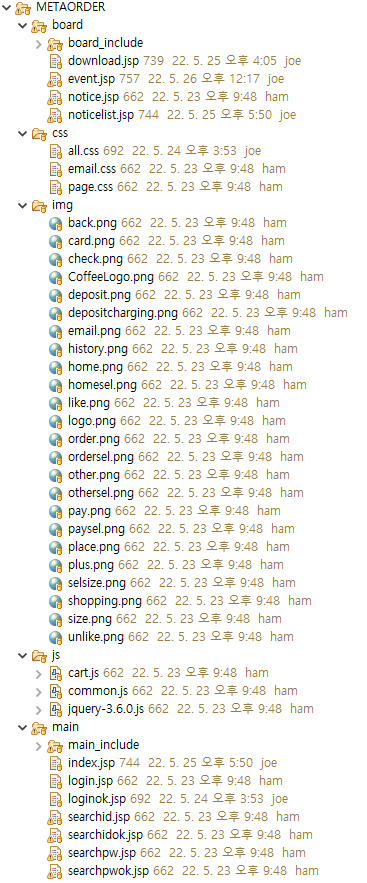 METAORDER
board
board_include
download.jsp 739 22. 5. 25 오후 4:05 joe
event.jsp 757 22. 5. 26 오후 12:17 joe
notice.jsp 662 22. 5. 23 오후 9:48 ham
noticelist.jsp 744 22. 5. 25 오후 5:50 joe
css
all.css 692 22. 5. 24 오후 3:53 joe
email.css 662 22. 5. 23 오후 9:48 ham
page.css 662 22. 5. 23 오후 9:48 ham
img
back.png 662 22. 5. 23 오후 9:48 ham
card.png 662 22. 5. 23 오후 9:48 ham
check.png 662 22. 5. 23 오후 9:48 ham
CoffeeLogo.png 662 22. 5. 23 오후 9:48 ham
deposit.png 662 22. 5. 23 오후 9:48 ham
depositcharging.png 662 22. 5. 23 오후 9:48 ham
email.png 662 22. 5. 23 오후 9:48 ham
history.png 662 22. 5. 23 오후 9:48 ham
home.png 662 22. 5. 23 오후 9:48 ham
homesel.png 662 22. 5. 23 오후 9:48 ham
like.png 662 22. 5. 23 오후 9:48 ham
logo.png 662 22. 5. 23 오후 9:48 ham
order.png 662 22. 5. 23 오후 9:48 ham
ordersel.png 662 22. 5. 23 오후 9:48 ham
other.png 662 22. 5. 23 오후 9:48 ham
othersel.png 662 22. 5. 23 오후 9:48 ham
pay.png 662 22. 5. 23 오후 9:48 ham
paysel.png 662 22. 5. 23 오후 9:48 ham
place.png 662 22. 5. 23 오후 9:48 ham
plus.png 662 22. 5. 23 오후 9:48 ham
selsize.png 662 22. 5. 23 오후 9:48 ham
shopping.png 662 22. 5. 23 오후 9:48 ham
size.png 662 22. 5. 23 오후 9:48 ham
unlike.png 662 22. 5. 23 오후 9:48 ham
js
cart.js 662 22. 5. 23 오후 9:48 ham
common.js 662 22. 5. 23 오후 9:48 ham
jquery-3.6.0.js 662 22. 5. 23 오후 9:48 ham
main
main_include
index.jsp 744 22. 5. 25 오후 5:50 joe
login.jsp 662 22. 5. 23 오후 9:48 ham
loginok.jsp 692 22. 5. 24 오후 3:53 joe
searchid.jsp 662 22. 5. 23 오후 9:48 ham
searchidok.jsp 662 22. 5. 23 오후 9:48 ham
searchpw.jsp 662 22. 5. 23 오후 9:48 ham
searchpwok.jsp 662 22. 5. 23 오후 9:48 ham